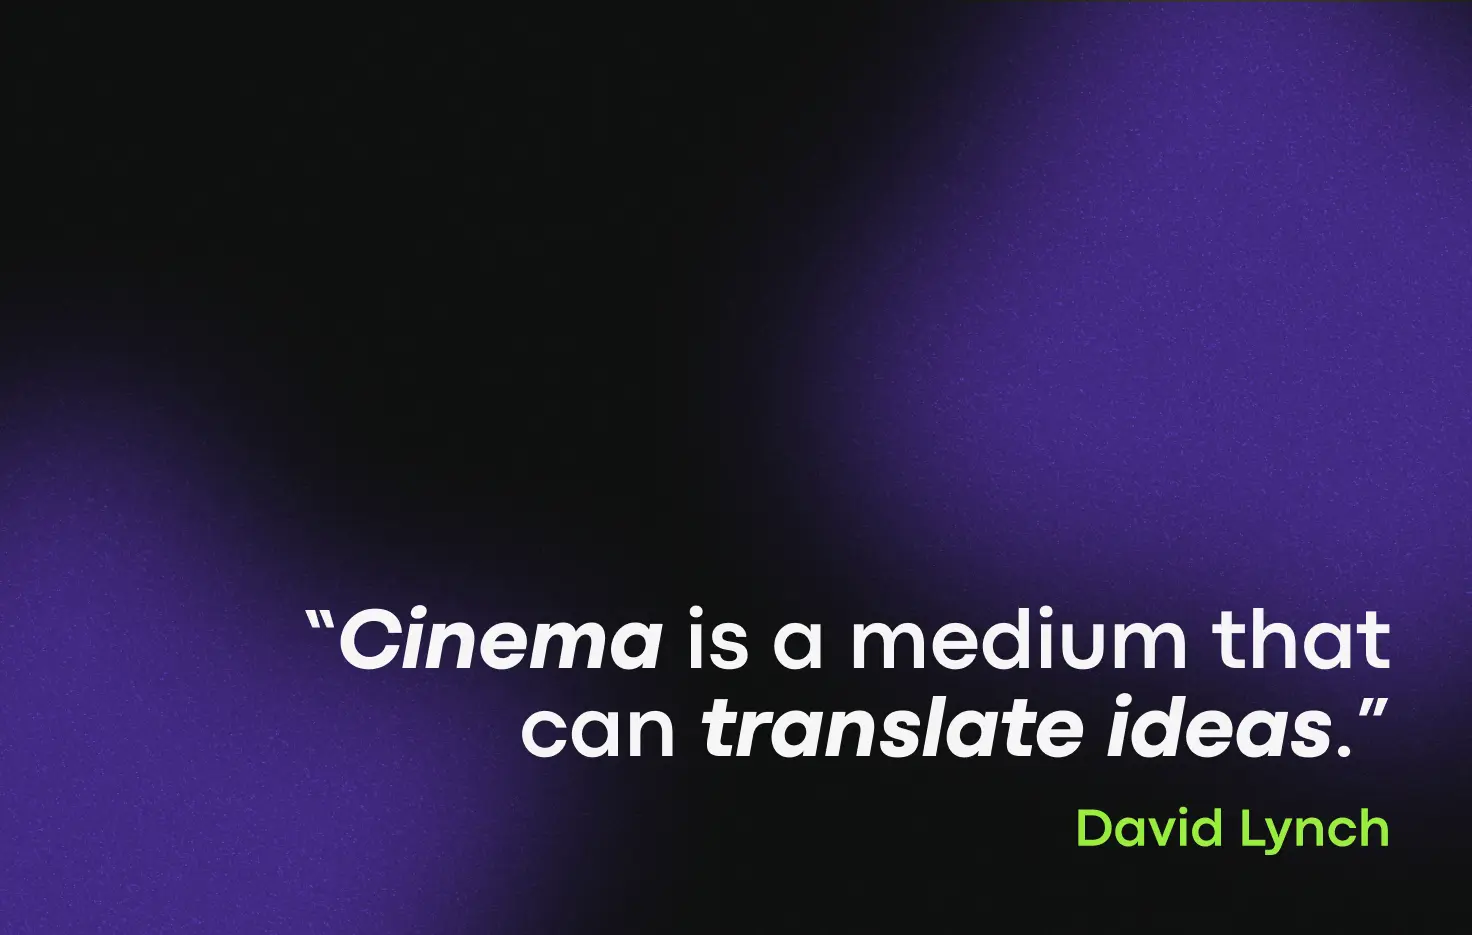 “Cinema is a medium that
can translate ideas.”
David Lynch